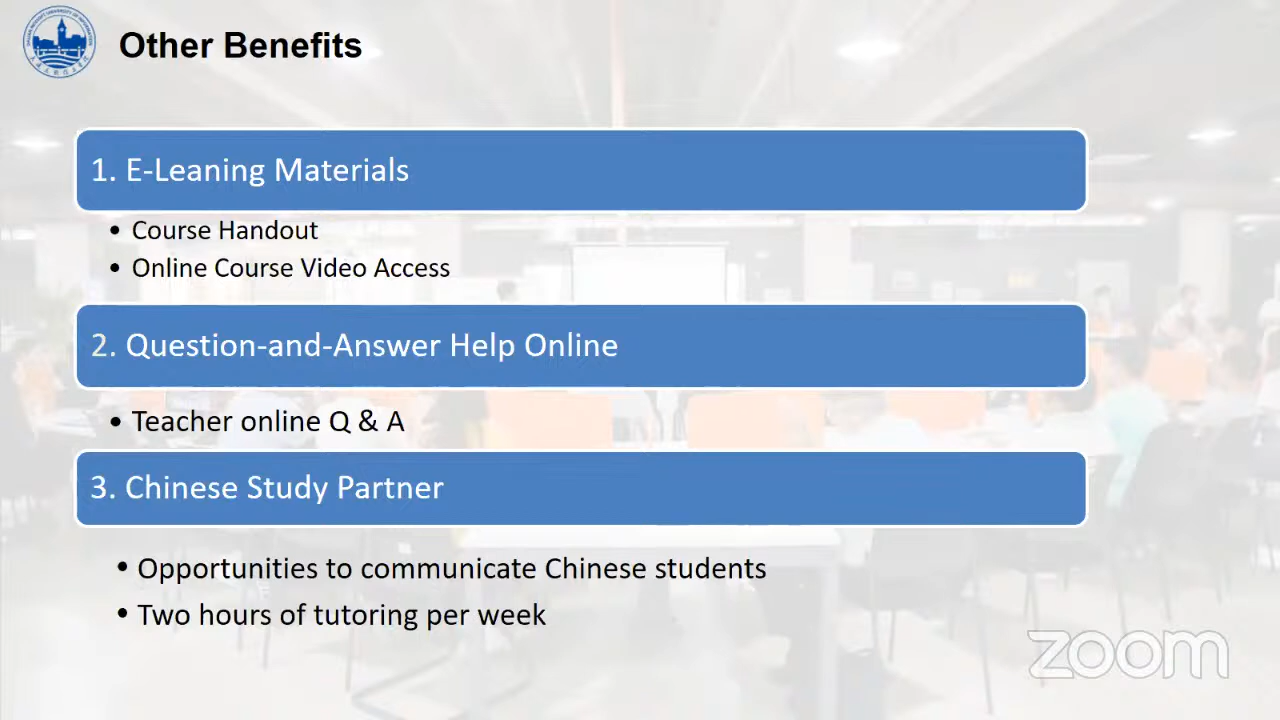 Other Benefits
1. E-Leaning Materials
• Course Handout
• Online Course Video Access
2. Question-and-Answer Help Online
• Teacher online Q & A
3. Chinese Study Partner
• Opportunities to communicate Chinese students
• Two hours of tutoring per week
zoom